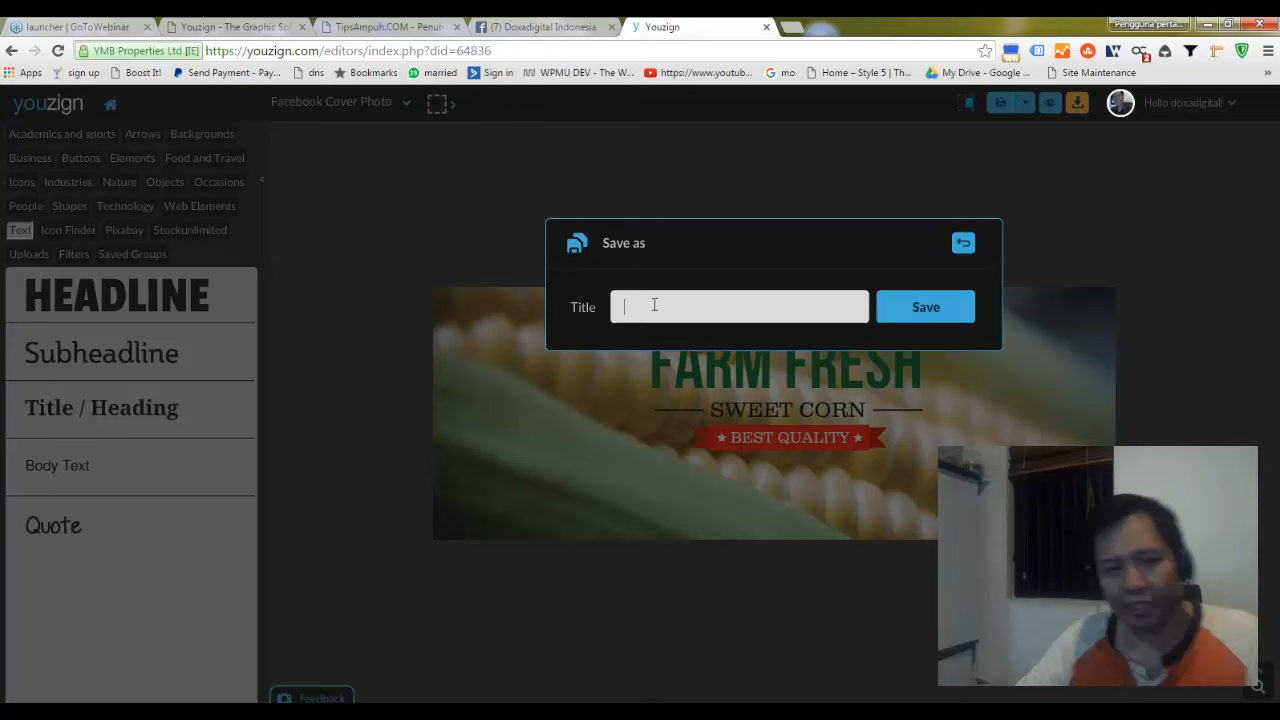 launcher | GoToWebinar
Youzign - The Graphic Sof
TipsAmpuh.COM - Penuh
(7) Doxadigital Indonesia
Youzign
Pengguna perta...
YMB Properties Ltd [IE]
https://youzign.com/editors/index.php?did=64836
Apps
sign up
Boost It!
Send Payment - Pay...
dns
Bookmarks
married
Sign in
WPMU DEV - The W...
https://www.youtub...
mo
Home – Style 5 | Th...
My Drive - Google ...
Site Maintenance
»
youzign
Facebook Cover Photo
Hello doxadigital!
Academics and sports Arrows Backgrounds
Business Buttons Elements Food and Travel
Icons Industries Nature Objects Occasions
People Shapes Technology Web Elements
Text Icon Finder Pixabay Stockunlimited
Uploads Filters Saved Groups
HEADLINE
Subheadline
Title / Heading
Body Text
Quote
Save as
Title
Save
FARM FRESH
SWEET CORN
★ BEST QUALITY ★
Feedback